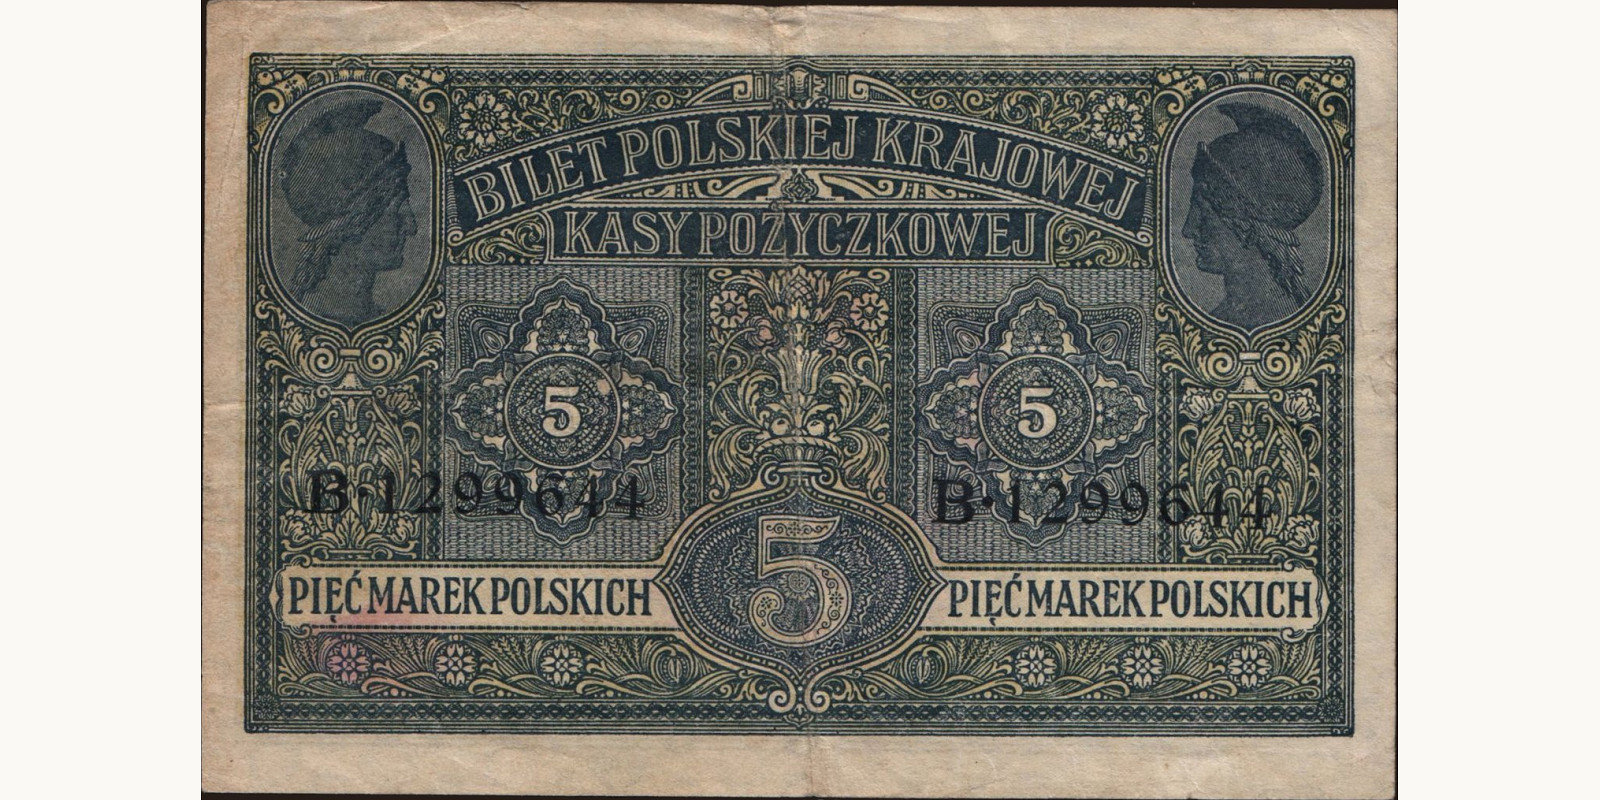 BILET POLSKIEJ KRAJOWEJ
KASY POŻYCZKOWEJ
5 5
B·1299644 B·1299644
5
PIĘĆ MAREK POLSKICH PIĘĆ MAREK POLSKICH